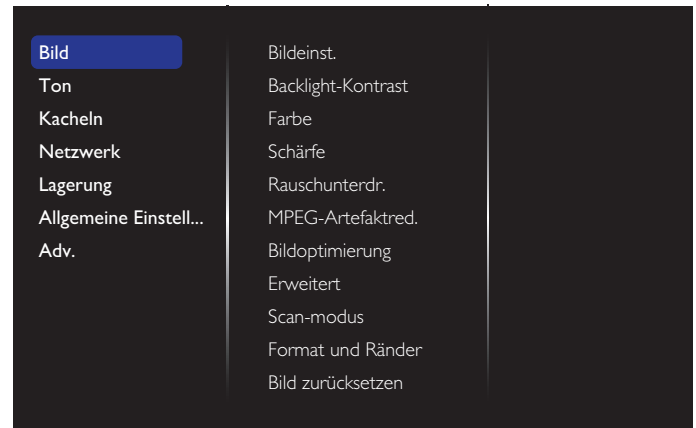 Bild
Ton
Kacheln
Netzwerk
Lagerung
Allgemeine Einstell...
Adv.
Bildeinst.
Backlight-Kontrast
Farbe
Schärfe
Rauschunterdr.
MPEG-Artefaktred.
Bildoptimierung
Erweitert
Scan-modus
Format und Ränder
Bild zurücksetzen